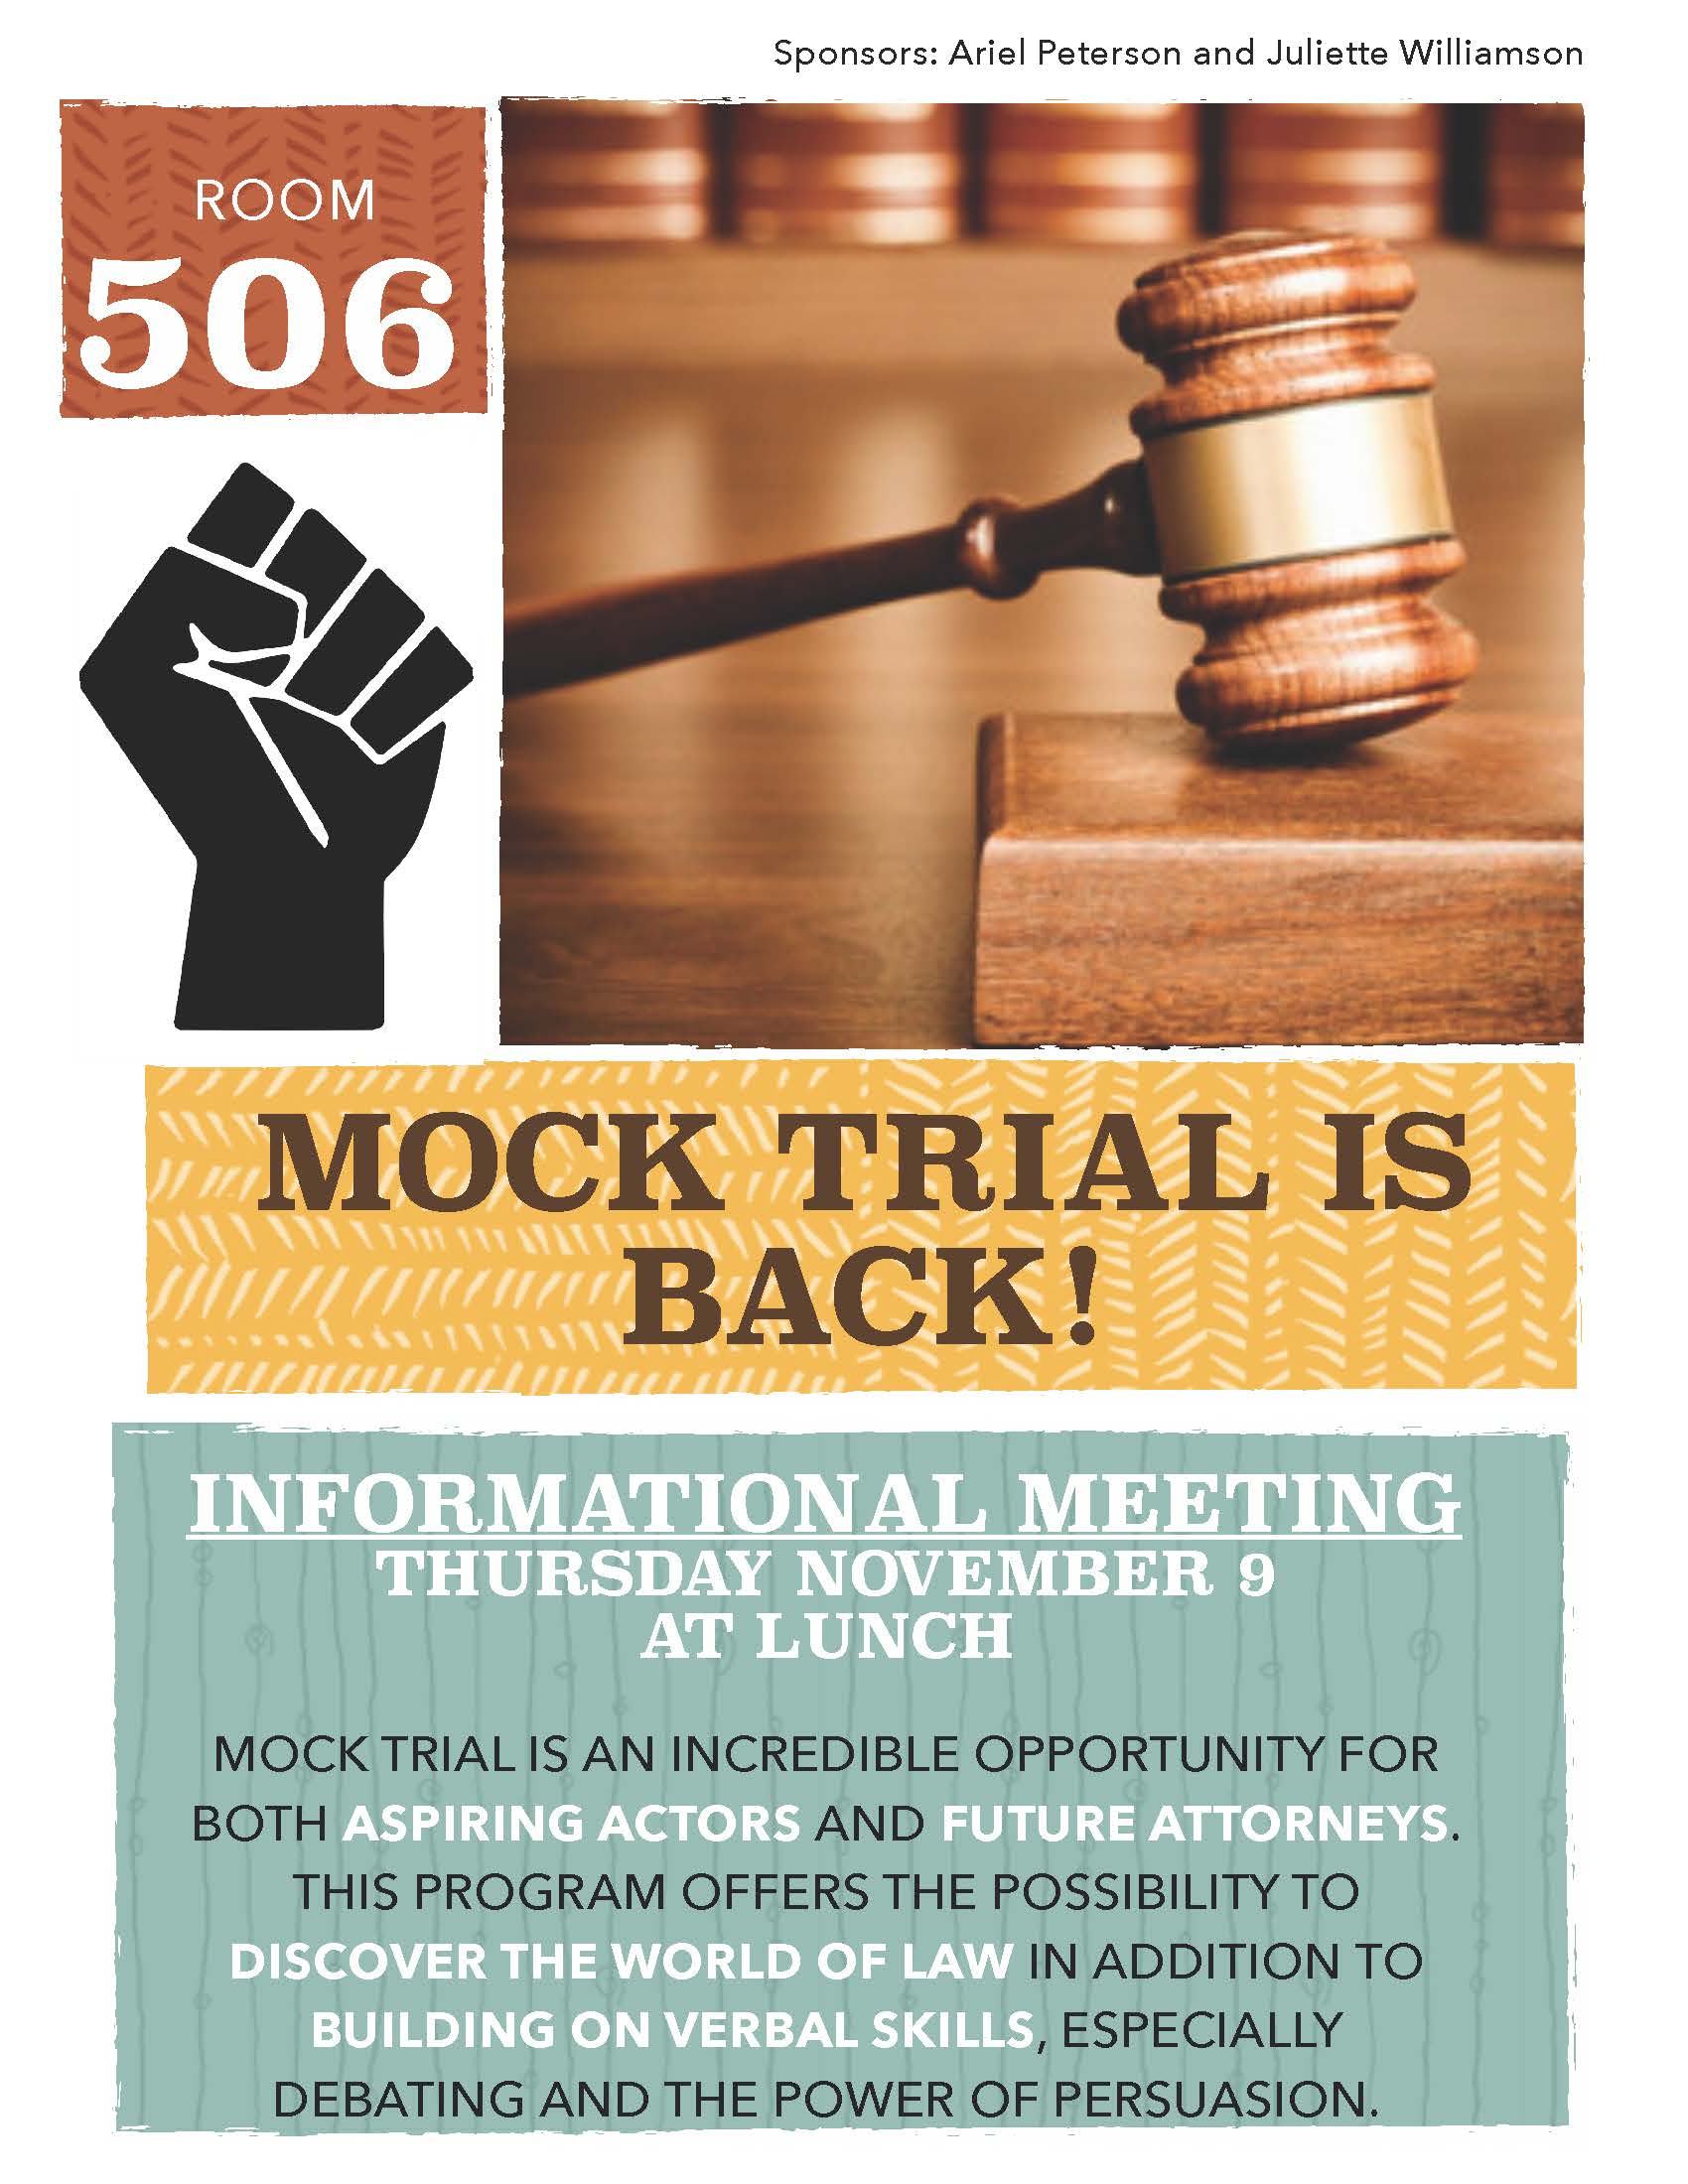 Sponsors: Ariel Peterson and Juliette Williamson
ROOM
506
MOCK TRIAL IS
BACK!
INFORMATIONAL MEETING
THURSDAY NOVEMBER 9
AT LUNCH
MOCK TRIAL IS AN INCREDIBLE OPPORTUNITY FOR
BOTH ASPIRING ACTORS AND FUTURE ATTORNEYS.
THIS PROGRAM OFFERS THE POSSIBILITY TO
DISCOVER THE WORLD OF LAW IN ADDITION TO
BUILDING ON VERBAL SKILLS, ESPECIALLY
DEBATING AND THE POWER OF PERSUASION.